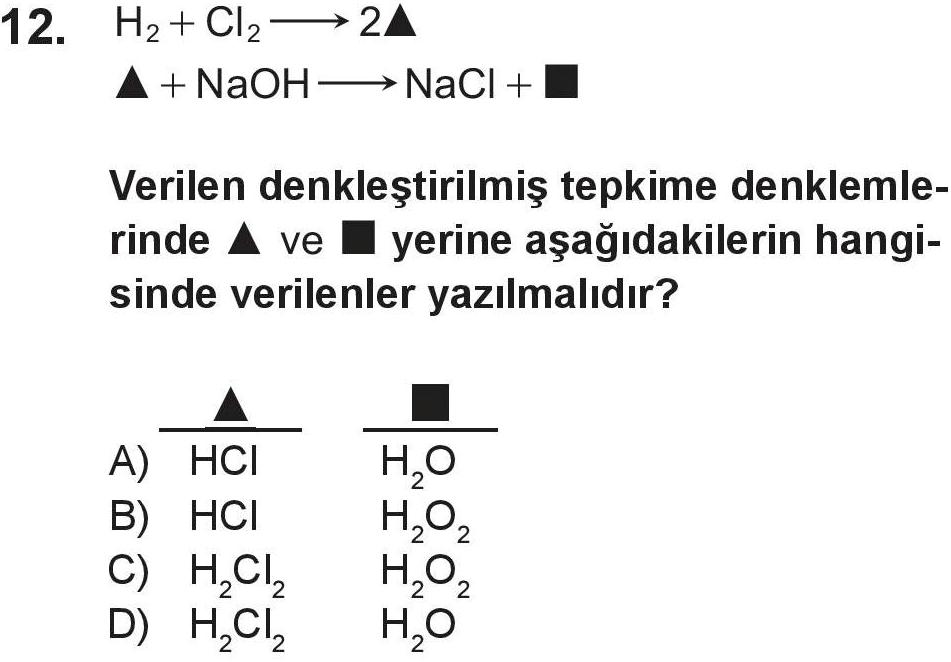 12. H₂ + Cl₂ ⟶ 2▲
▲ + NaOH ⟶ NaCl + ■
Verilen denkleştirilmiş tepkime denklemle-
rinde ▲ ve ■ yerine aşağıdakilerin hangi-
sinde verilenler yazılmalıdır?
▲ ■
A) HCl H₂O
B) HCl H₂O₂
C) H₂Cl₂ H₂O₂
D) H₂Cl₂ H₂O